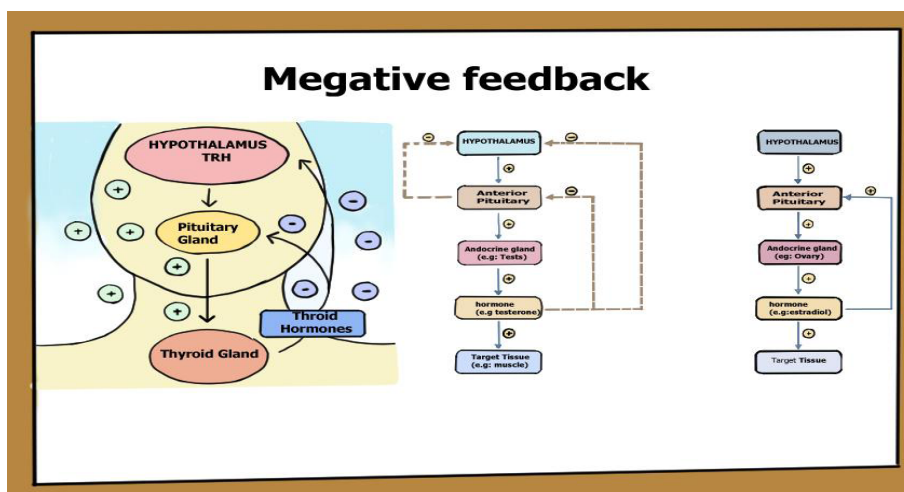 Megative feedback
HYPOTHALAMUS
TRH
Pituitary
Gland
Throid
Hormones
Thyroid Gland
HYPOTHALAMUS
Anterior
Pituitary
Andocrine gland
(e.g: Tests)
hormone
(e.g testerone)
Target Tissue
(e.g: muscle)
HYPOTHALAMUS
Anterior
Pituitary
Andocrine gland
(eg: Ovary)
hormone
(e.g:estradiol)
Target Tissue